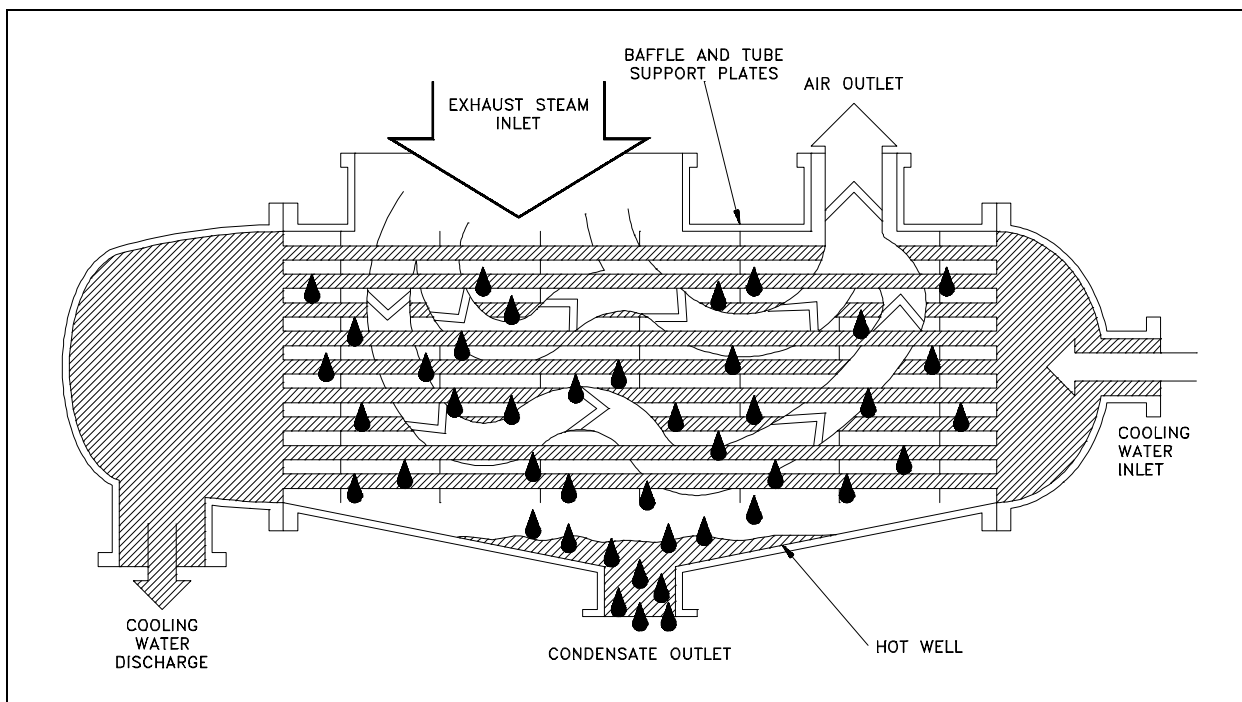 BAFFLE AND TUBE
SUPPORT PLATES
AIR OUTLET
EXHAUST STEAM
INLET
COOLING
WATER
INLET
COOLING
WATER
DISCHARGE
CONDENSATE OUTLET
HOT WELL